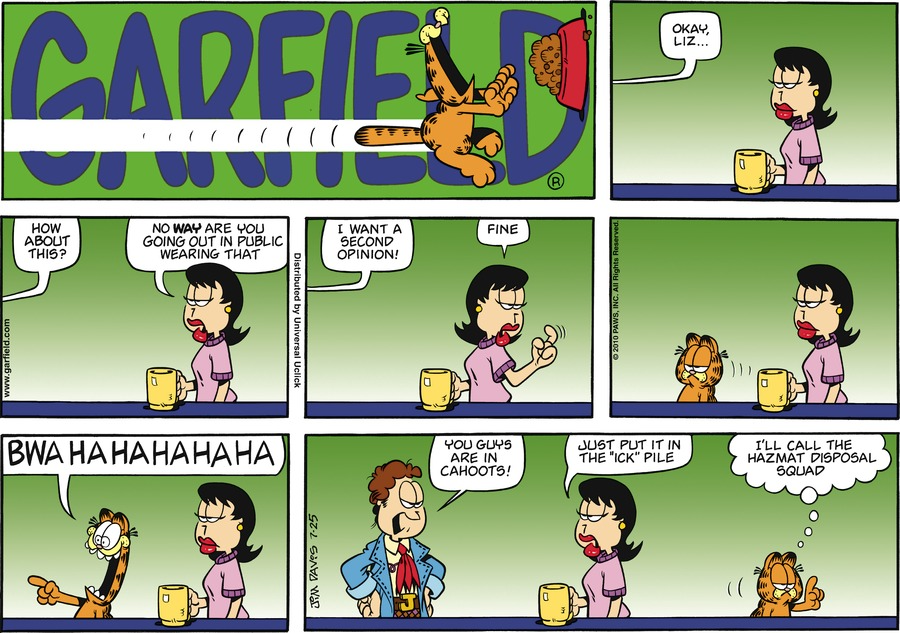 GARFIELD
®
OKAY,
LIZ...
HOW
ABOUT
THIS?
NO WAY ARE YOU
GOING OUT IN PUBLIC
WEARING THAT
www.garfield.com
Distributed by Universal Uclick
I WANT A
SECOND
OPINION!
FINE
© 2010 PAWS, INC. All Rights Reserved.
BWA HA HA HA HA HA HA
YOU GUYS
ARE IN
CAHOOTS!
J
JIM DAVIS 7-25
JUST PUT IT IN
THE "ICK" PILE
I'LL CALL THE
HAZMAT DISPOSAL
SQUAD